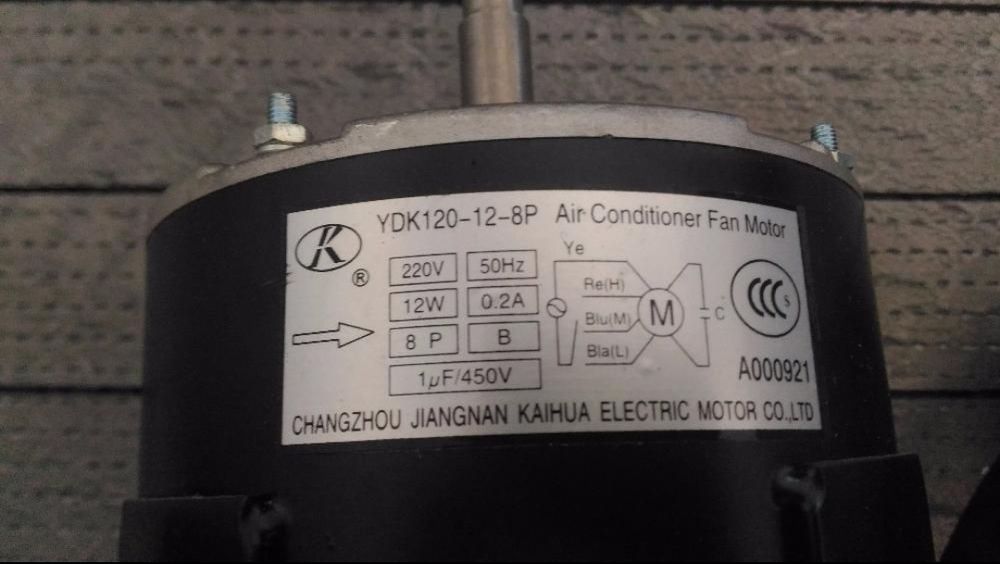 K
®
YDK120-12-8P Air Conditioner Fan Motor
220V 50Hz
12W 0.2A
8 P B
1μF/450V
Ye
Re(H)
Blu(M)
Bla(L)
M
C
CCC S
A000921
CHANGZHOU JIANGNAN KAIHUA ELECTRIC MOTOR CO.,LTD